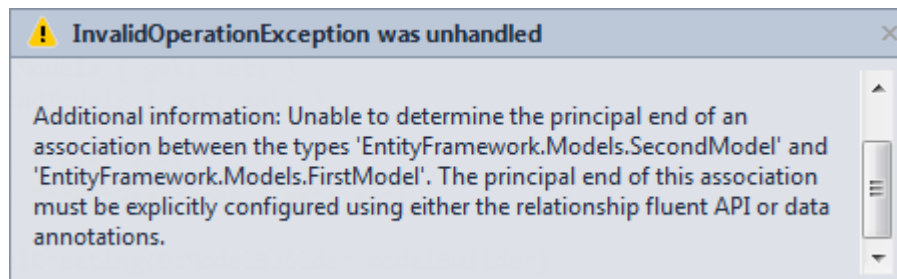 InvalidOperationException was unhandled
Additional information: Unable to determine the principal end of an
association between the types 'EntityFramework.Models.SecondModel' and
'EntityFramework.Models.FirstModel'. The principal end of this association
must be explicitly configured using either the relationship fluent API or data
annotations.